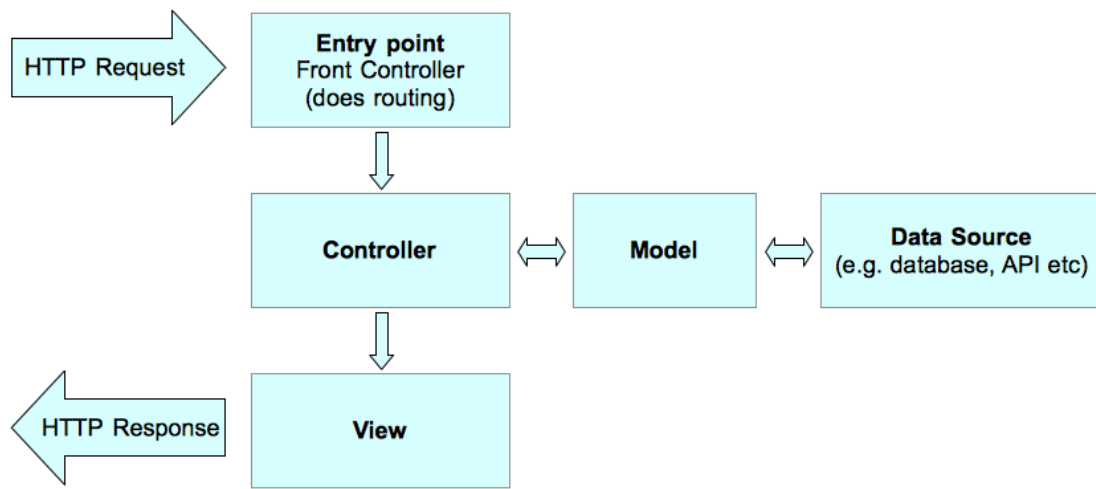 HTTP Request
Entry point
Front Controller
(does routing)
Controller
Model
Data Source
(e.g. database, API etc)
HTTP Response
View